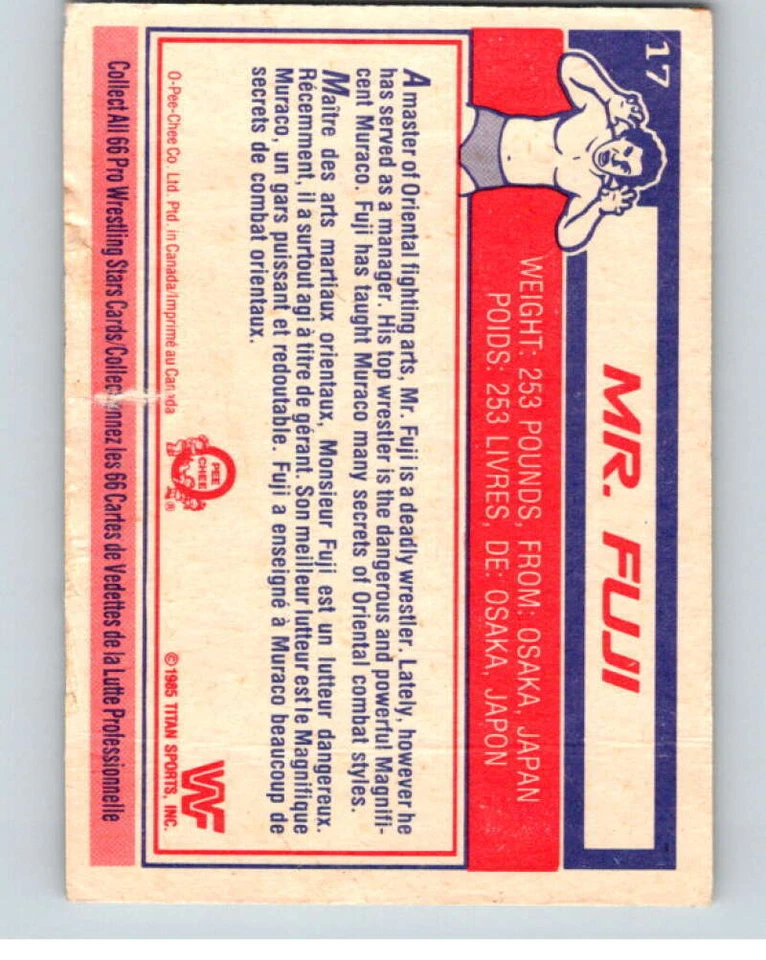 17
MR. FUJI
WEIGHT: 253 POUNDS, FROM: OSAKA, JAPAN
POIDS: 253 LIVRES, DE: OSAKA, JAPON
A master of Oriental fighting arts, Mr. Fuji is a deadly wrestler. Lately, however he
has served as a manager. His top wrestler is the dangerous and powerful Magnifi-
cent Muraco. Fuji has taught Muraco many secrets of Oriental combat styles.
Maître des arts martiaux orientaux, Monsieur Fuji est un lutteur dangereux.
Récemment, il a surtout agi à titre de gérant. Son meilleur lutteur est le Magnifique
Muraco, un gars puissant et redoutable. Fuji a enseigné à Muraco beaucoup de
secrets de combat orientaux.
O-Pee-Chee Co. Ltd. Ptd. in Canada/Imprimé au Canada
PEE
CHEE
®
WF
©1985 TITAN SPORTS, INC.
Collect All 66 Pro Wrestling Stars Cards/Collectionnez les 66 Cartes de Vedettes de la Lutte Professionnelle